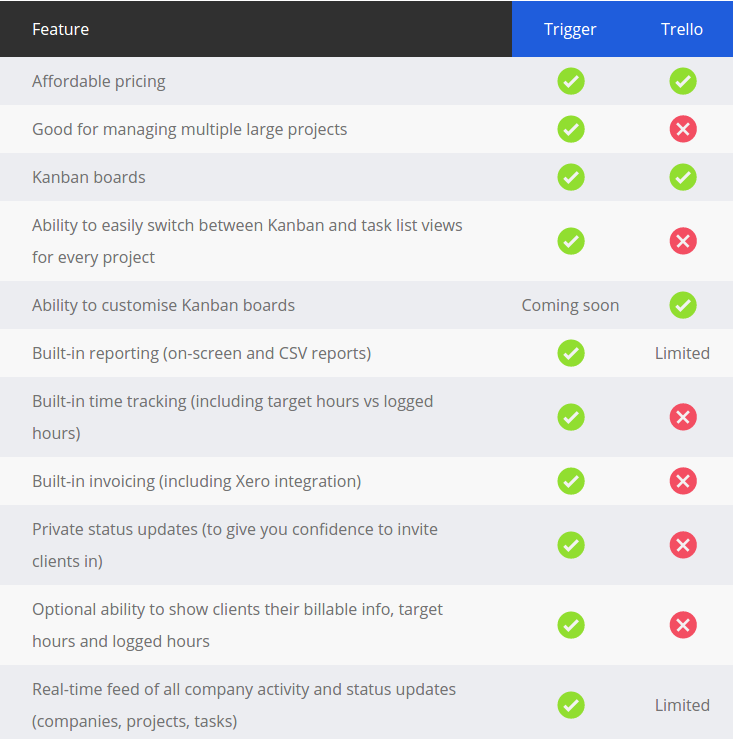 Feature Trigger Trello
Affordable pricing
Good for managing multiple large projects
Kanban boards
Ability to easily switch between Kanban and task list views
for every project
Ability to customise Kanban boards Coming soon
Built-in reporting (on-screen and CSV reports) Limited
Built-in time tracking (including target hours vs logged
hours)
Built-in invoicing (including Xero integration)
Private status updates (to give you confidence to invite
clients in)
Optional ability to show clients their billable info, target
hours and logged hours
Real-time feed of all company activity and status updates
(companies, projects, tasks) Limited